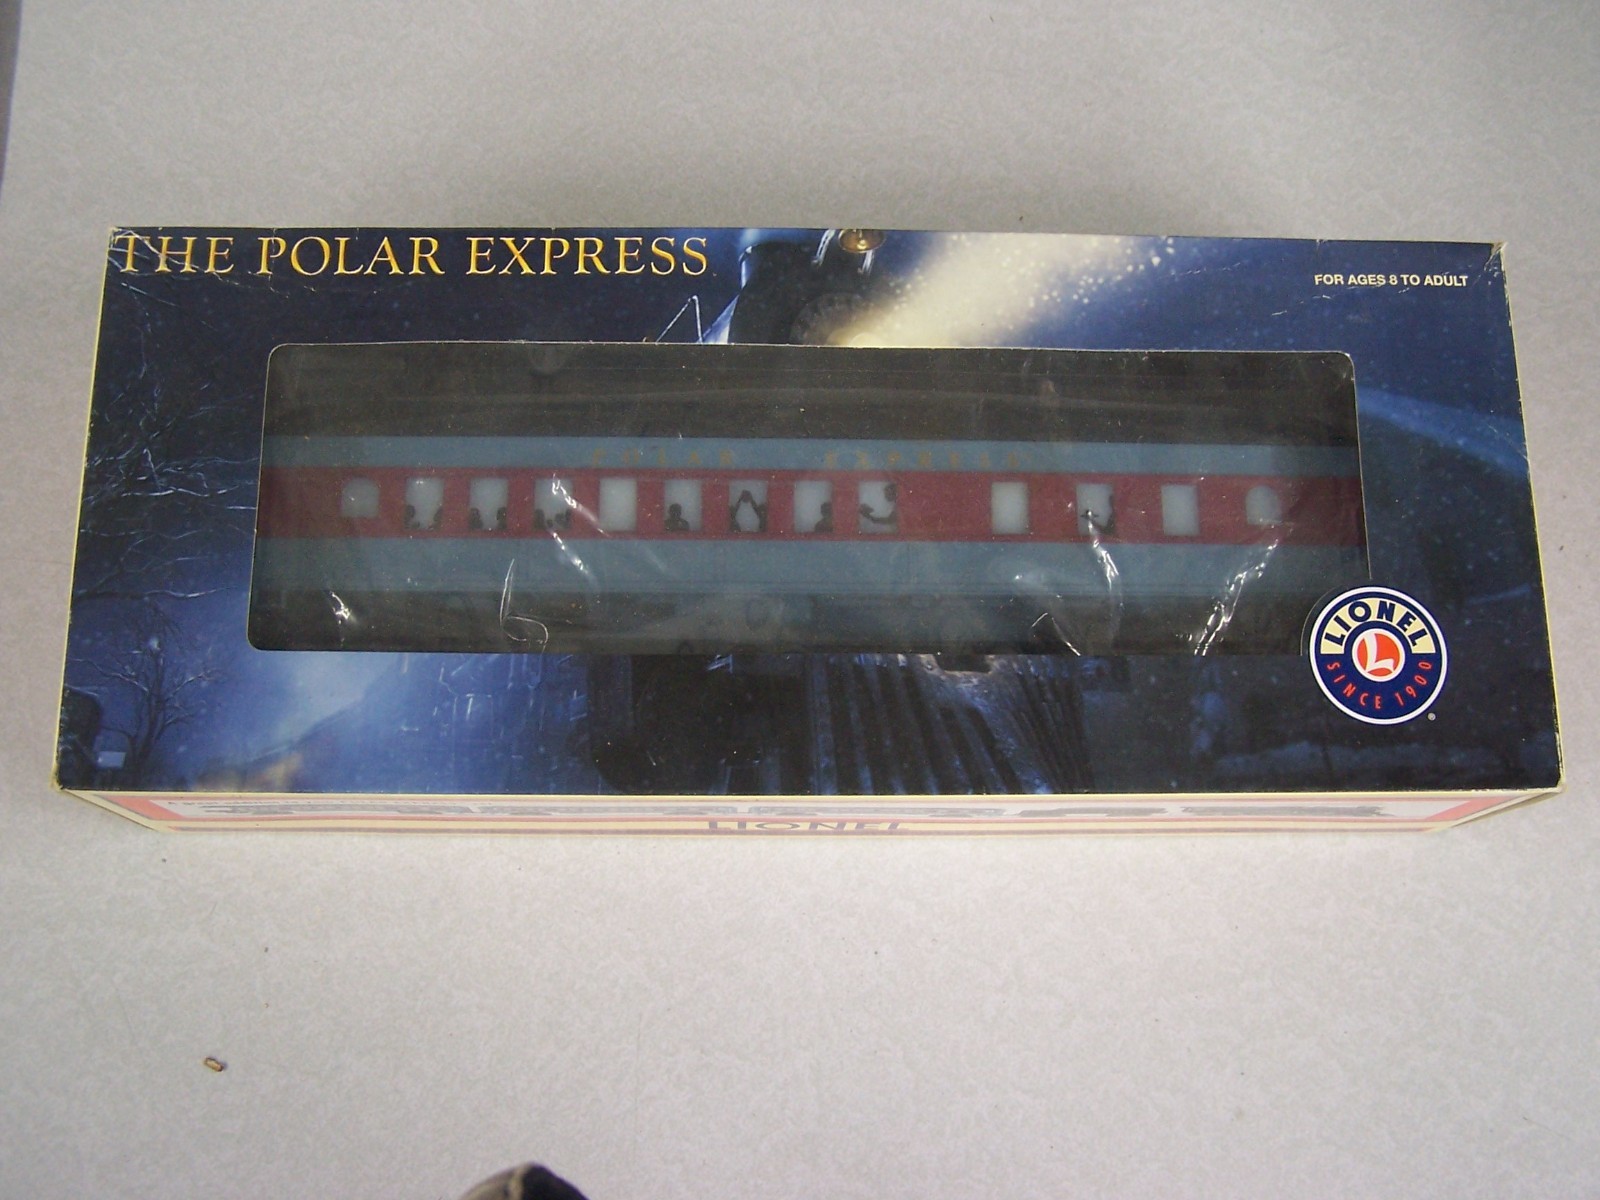 THE POLAR EXPRESS
FOR AGES 8 TO ADULT
POLAR EXPRESS
LIONEL
L
SINCE 1900
®
LIONEL